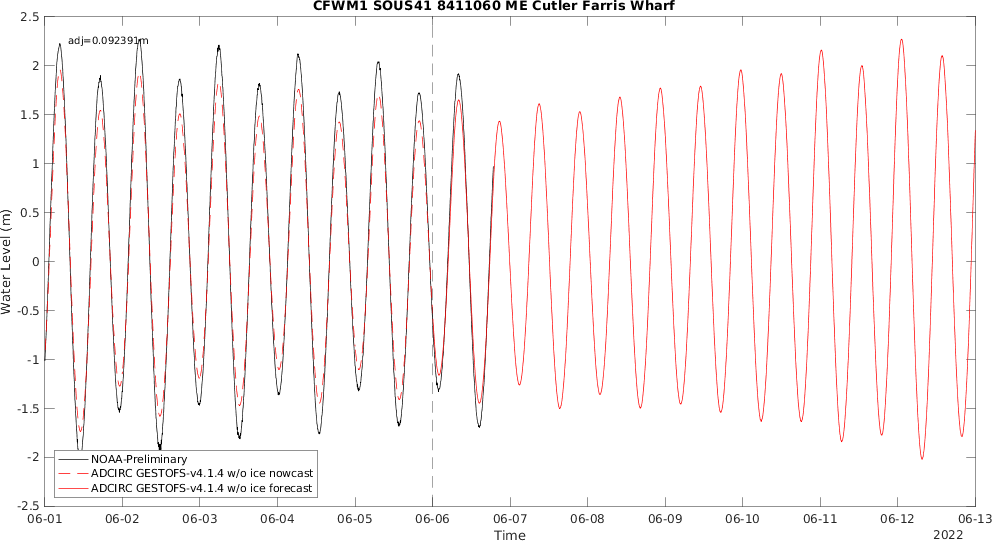 CFWM1 SOUS41 8411060 ME Cutler Farris Wharf
adj=0.092391m
Water Level (m)
2.5
2
1.5
1
0.5
0
-0.5
-1
-1.5
-2
-2.5
NOAA-Preliminary
ADCIRC GESTOFS-v4.1.4 w/o ice nowcast
ADCIRC GESTOFS-v4.1.4 w/o ice forecast
06-01 06-02 06-03 06-04 06-05 06-06 06-07 06-08 06-09 06-10 06-11 06-12 06-13
Time
2022